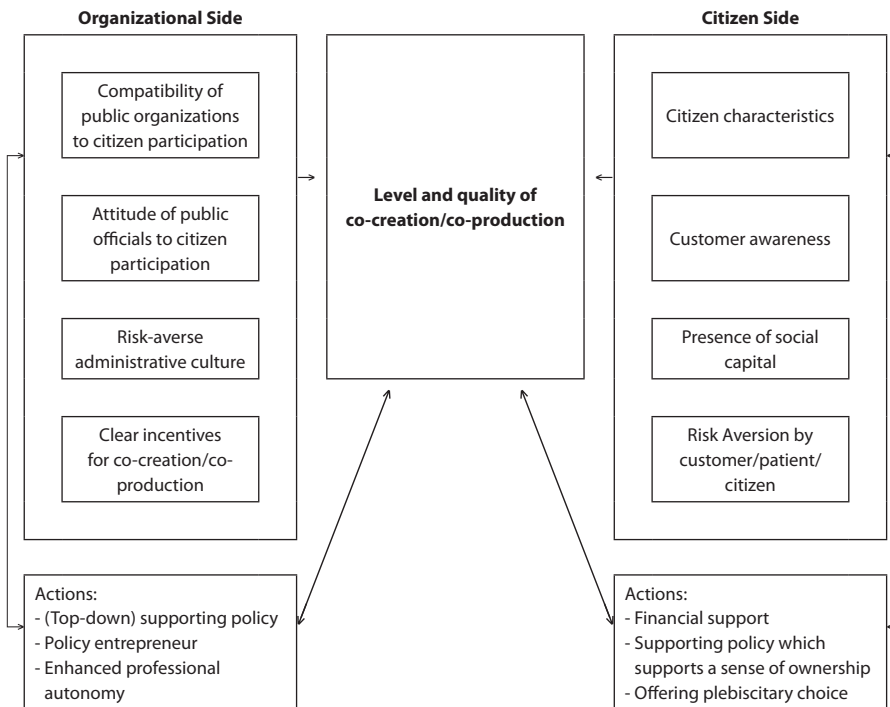 Organizational Side
Compatibility of
public organizations
to citizen participation
Attitude of public
officials to citizen
participation
Risk-averse
administrative culture
Clear incentives
for co-creation/co-
production
Actions:
- (Top-down) supporting policy
- Policy entrepreneur
- Enhanced professional
autonomy
Level and quality of
co-creation/co-production
Citizen Side
Citizen characteristics
Customer awareness
Presence of social
capital
Risk Aversion by
customer/patient/
citizen
Actions:
- Financial support
- Supporting policy which
supports a sense of ownership
- Offering plebiscitary choice